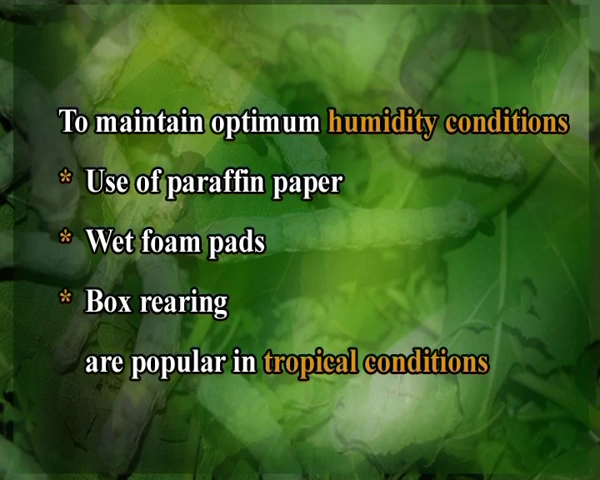 To maintain optimum humidity conditions
* Use of paraffin paper
* Wet foam pads
* Box rearing
are popular in tropical conditions